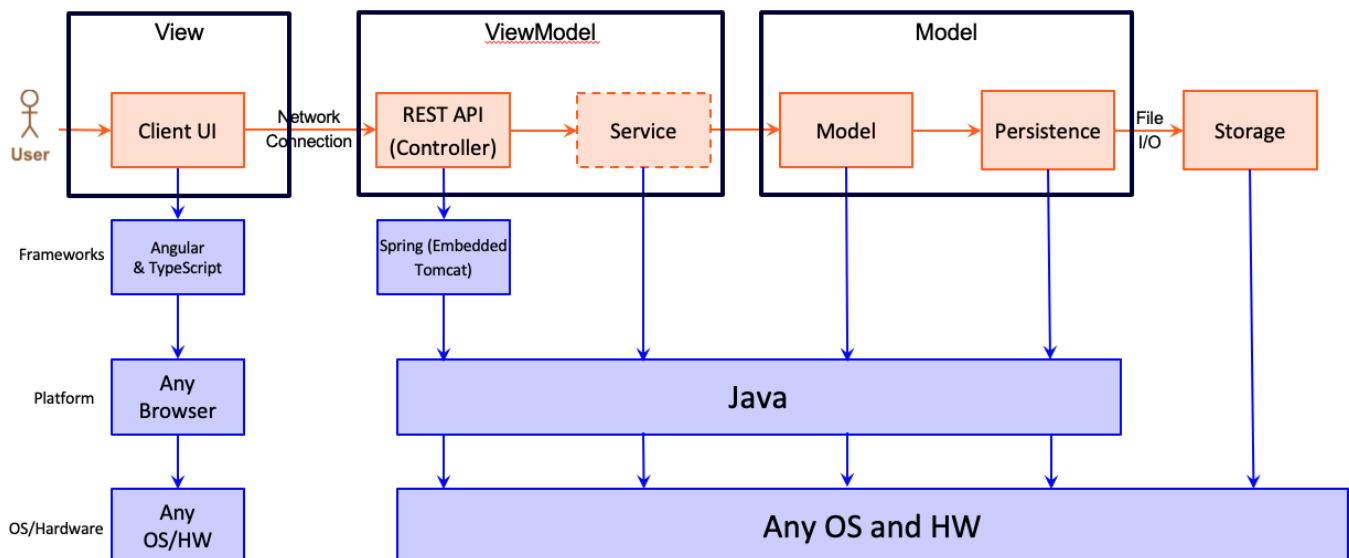 View
ViewModel
Model
User
Client UI
Network
Connection
REST API
(Controller)
Service
Model
Persistence
File
I/O
Storage
Frameworks
Angular
& TypeScript
Spring (Embedded
Tomcat)
Platform
Any
Browser
Java
OS/Hardware
Any
OS/HW
Any OS and HW